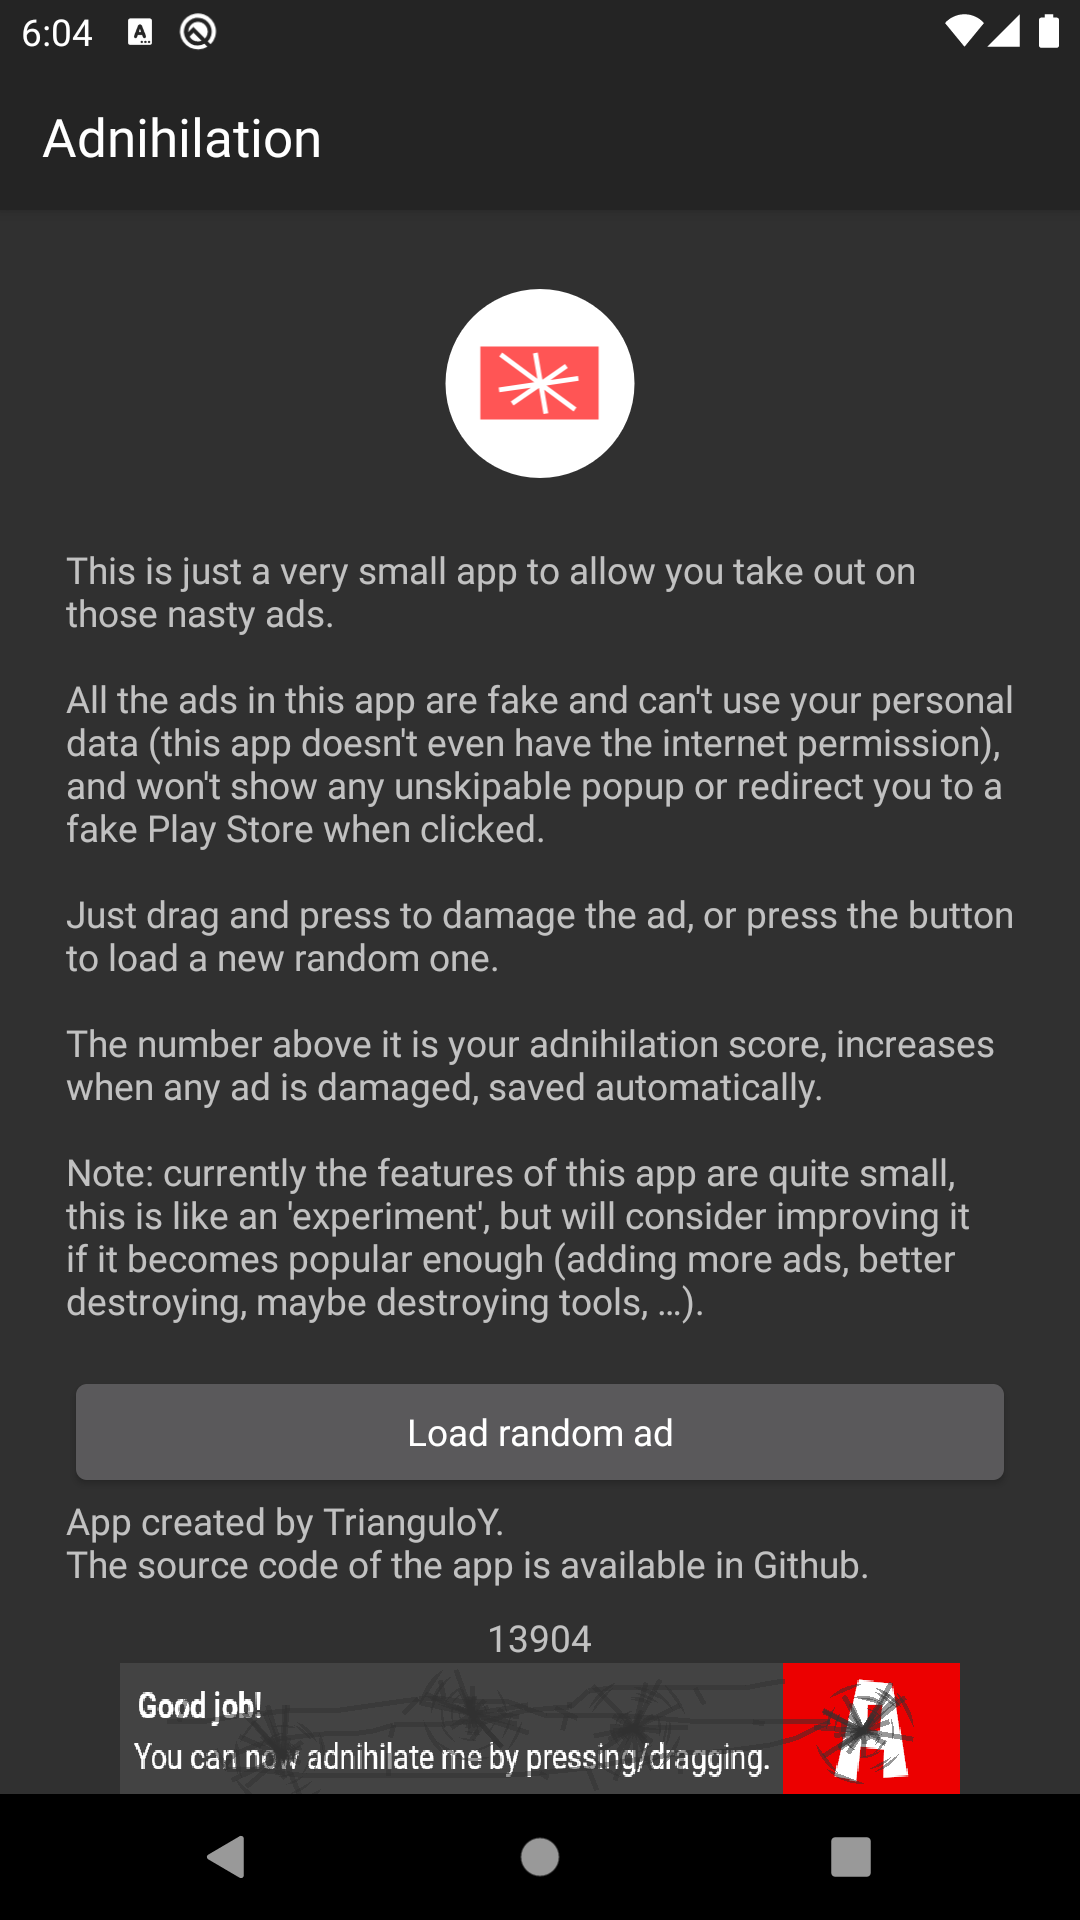 6:04
Adnihilation
This is just a very small app to allow you take out on
those nasty ads.
All the ads in this app are fake and can't use your personal
data (this app doesn't even have the internet permission),
and won't show any unskipable popup or redirect you to a
fake Play Store when clicked.
Just drag and press to damage the ad, or press the button
to load a new random one.
The number above it is your adnihilation score, increases
when any ad is damaged, saved automatically.
Note: currently the features of this app are quite small,
this is like an 'experiment', but will consider improving it
if it becomes popular enough (adding more ads, better
destroying, maybe destroying tools, …).
Load random ad
App created by TrianguloY.
The source code of the app is available in Github.
13904
Good job!
You can now adnihilate me by pressing/dragging.
A